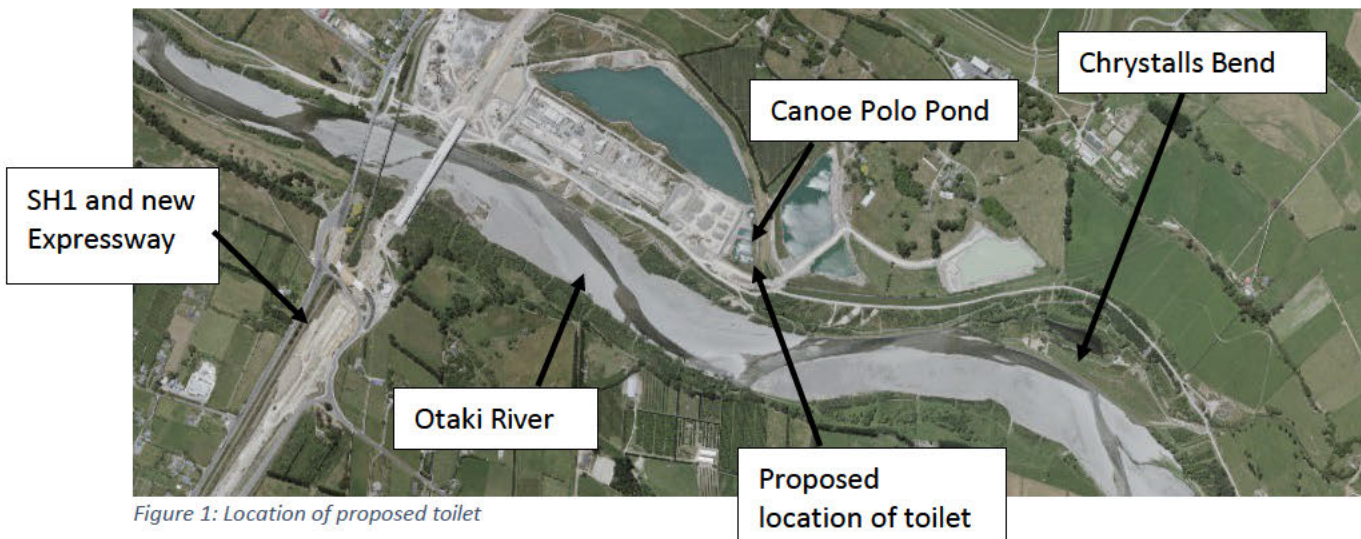 Chrystalls Bend
Canoe Polo Pond
SH1 and new
Expressway
Otaki River
Proposed
location of toilet
Figure 1: Location of proposed toilet